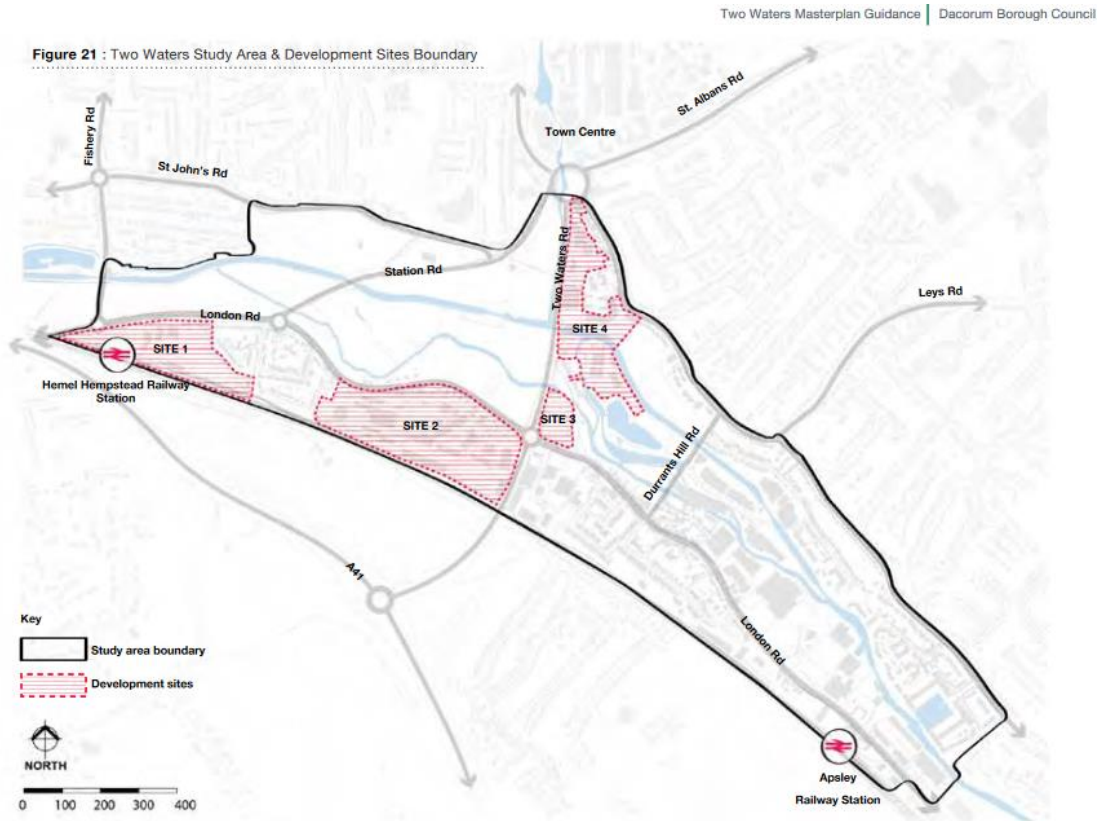 Two Waters Masterplan Guidance | Dacorum Borough Council
Figure 21 : Two Waters Study Area & Development Sites Boundary
St. Albans Rd
Town Centre
Fishery Rd
St John's Rd
Two Waters Rd
Station Rd
Leys Rd
London Rd
SITE 4
SITE 1
Hemel Hempstead Railway
Station
SITE 2
SITE 3
Durrants Hill Rd
A41
Key
Study area boundary
London Rd
Development sites
NORTH
Apsley
Railway Station
0 100 200 300 400